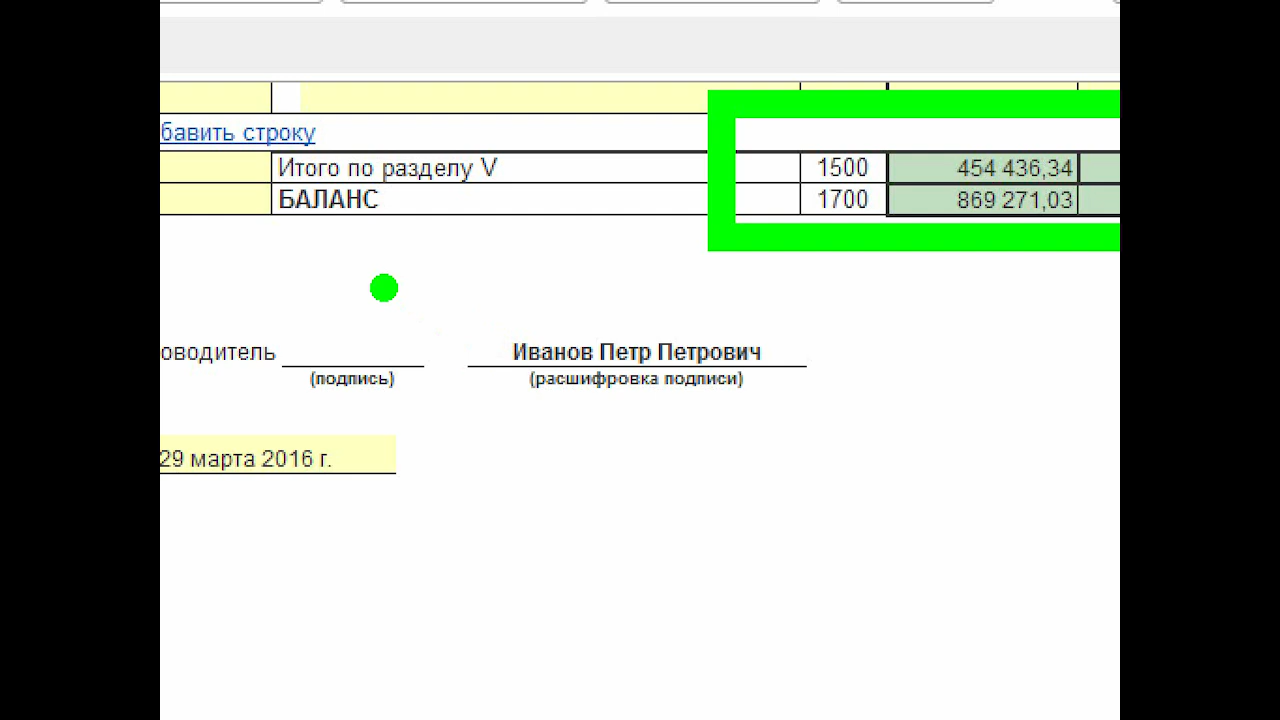 бавить строку
Итого по разделу V 1500 454 436,34
БАЛАНС 1700 869 271,03
оводитель Иванов Петр Петрович
(подпись) (расшифровка подписи)
29 марта 2016 г.